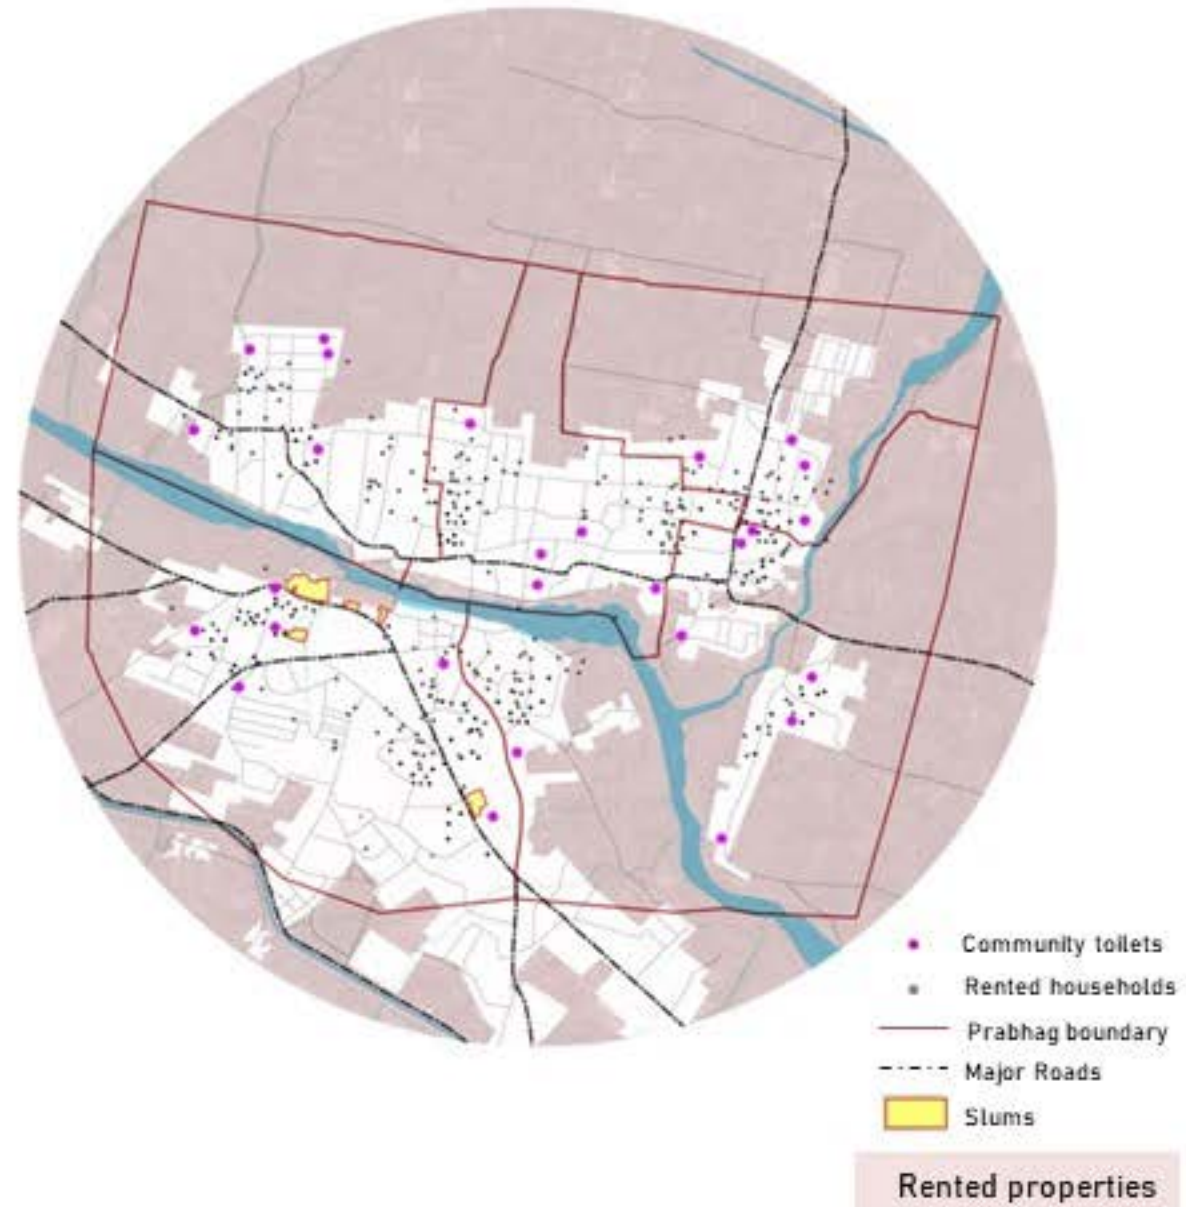 Community toilets
Rented households
Prabhag boundary
Major Roads
Slums
Rented properties